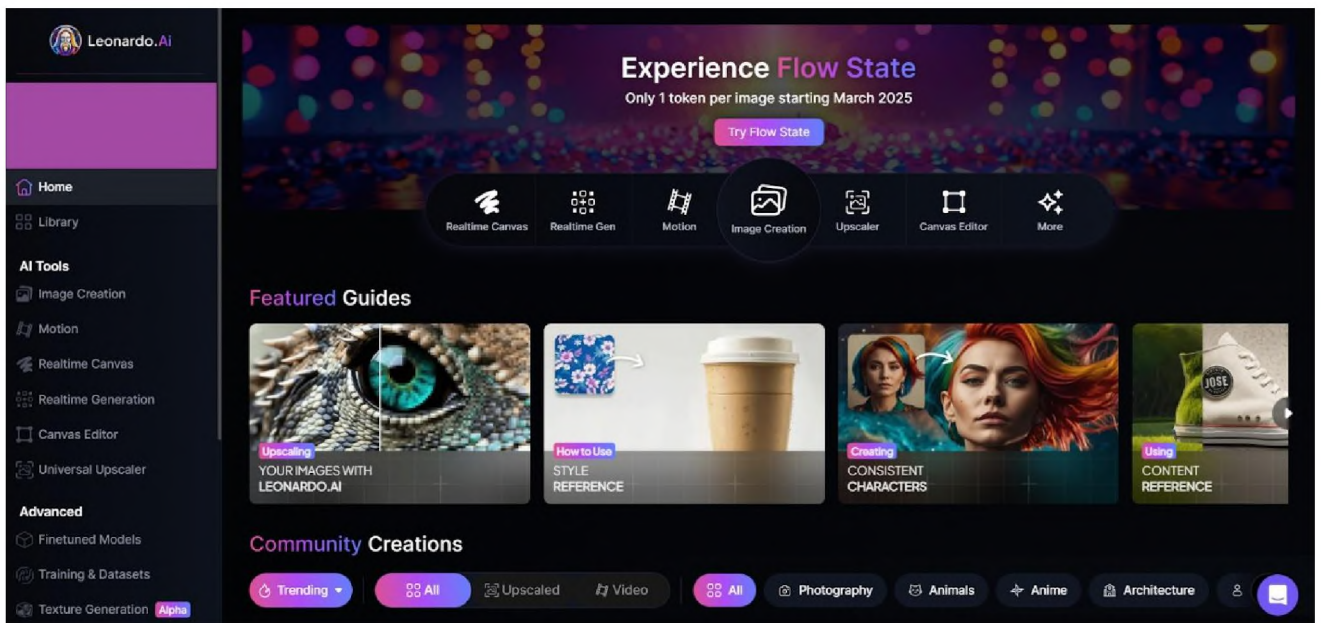 Leonardo.Ai
Home
Library
AI Tools
Image Creation
Motion
Realtime Canvas
Realtime Generation
Canvas Editor
Universal Upscaler
Advanced
Finetuned Models
Training & Datasets
Texture Generation Alpha
Experience Flow State
Only 1 token per image starting March 2025
Try Flow State
Realtime Canvas
Realtime Gen
Motion
Image Creation
Upscaler
Canvas Editor
More
Featured Guides
Upscaling
YOUR IMAGES WITH
LEONARDO.AI
How to Use
STYLE
REFERENCE
Creating
CONSISTENT
CHARACTERS
JOSE
Using
CONTENT
REFERENCE
Community Creations
Trending
All
Upscaled
Video
All
Photography
Animals
Anime
Architecture